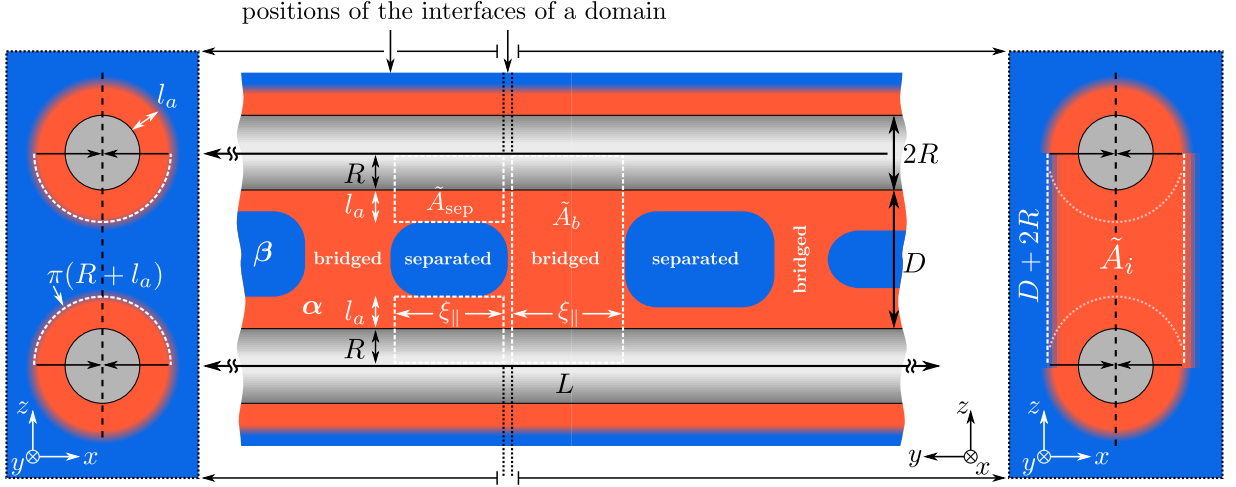 positions of the interfaces of a domain
l_a
π(R + l_a)
z
y
x
R
l_a
Ã_sep
Ã_b
2R
β
bridged
separated
bridged
separated
bridged
D
α
l_a
ξ_∥
ξ_∥
R
L
z
y
x
D + 2R
Ã_i
z
y
x